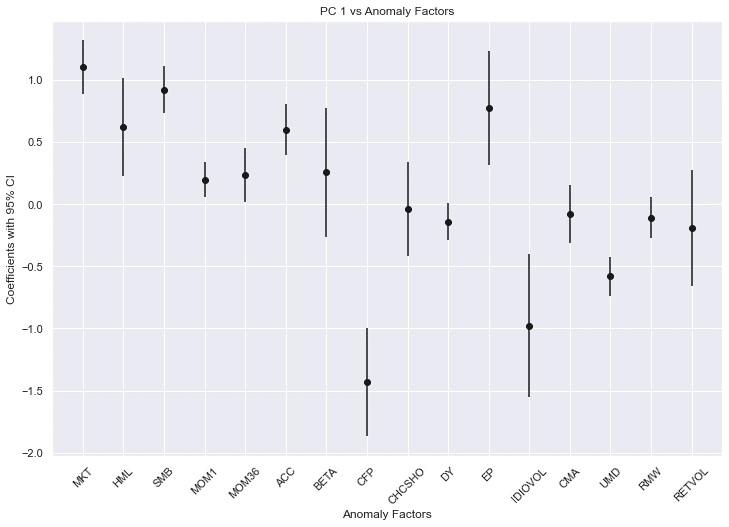 PC 1 vs Anomaly Factors
Coefficients with 95% CI
1.0
0.5
0.0
−0.5
−1.0
−1.5
−2.0
MKT
HML
SMB
MOM1
MOM36
ACC
BETA
CFP
CHCSHO
DY
EP
IDIOVOL
CMA
UMD
RMW
RETVOL
Anomaly Factors